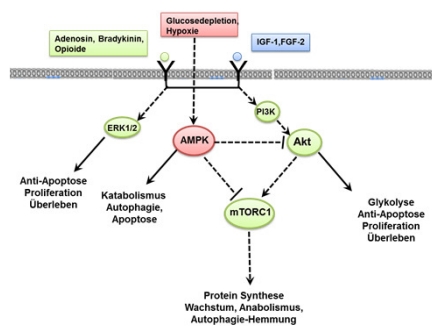 Glucosedepletion,
Hypoxie
Adenosin, Bradykinin,
Opioide
IGF-1,FGF-2
PI3K
ERK1/2
AMPK
Akt
Anti-Apoptose
Proliferation
Überleben
Katabolismus
Autophagie,
Apoptose
mTORC1
Glykolyse
Anti-Apoptose
Proliferation
Überleben
Protein Synthese
Wachstum, Anabolismus,
Autophagie-Hemmung